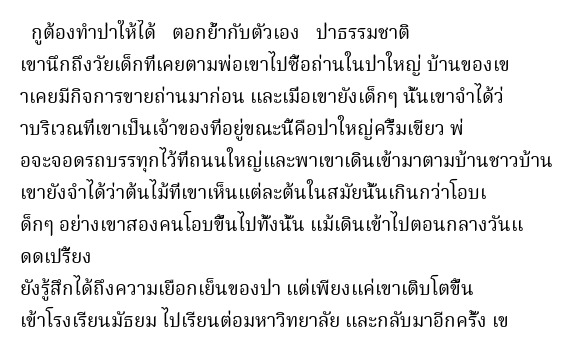 กูต้องทำป่าให้ได้ ตอกย้ำกับตัวเอง ป่าธรรมชาติ
เขานึกถึงวัยเด็กที่เคยตามพ่อเข้าไปซื้อถ่านในป่าใหญ่ บ้านของเข
าเคยมีกิจการขายถ่านมาก่อน และเมื่อเขายังเด็กๆ นั้นเขาจำได้ว่
าบริเวณที่เขาเป็นเจ้าของที่อยู่ขณะนี้คือป่าใหญ่ครึ้มเขียว พ่
อจะจอดรถบรรทุกไว้ที่ถนนใหญ่และพาเขาเดินเข้ามาตามบ้านชาวบ้าน
เขายังจำได้ว่าต้นไม้ที่เขาเห็นแต่ละต้นในสมัยนั้นเกินกว่าโอบเ
ด็กๆ อย่างเขาสองคนโอบขึ้นไปทั้งนั้น แม้เดินเข้าไปตอนกลางวันแ
ดดเปรี้ยง
ยังรู้สึกได้ถึงความเยือกเย็นของป่า แต่เพียงแค่เขาเติบโตขึ้น
เข้าโรงเรียนมัธยม ไปเรียนต่อมหาวิทยาลัย และกลับมาอีกครั้ง เข